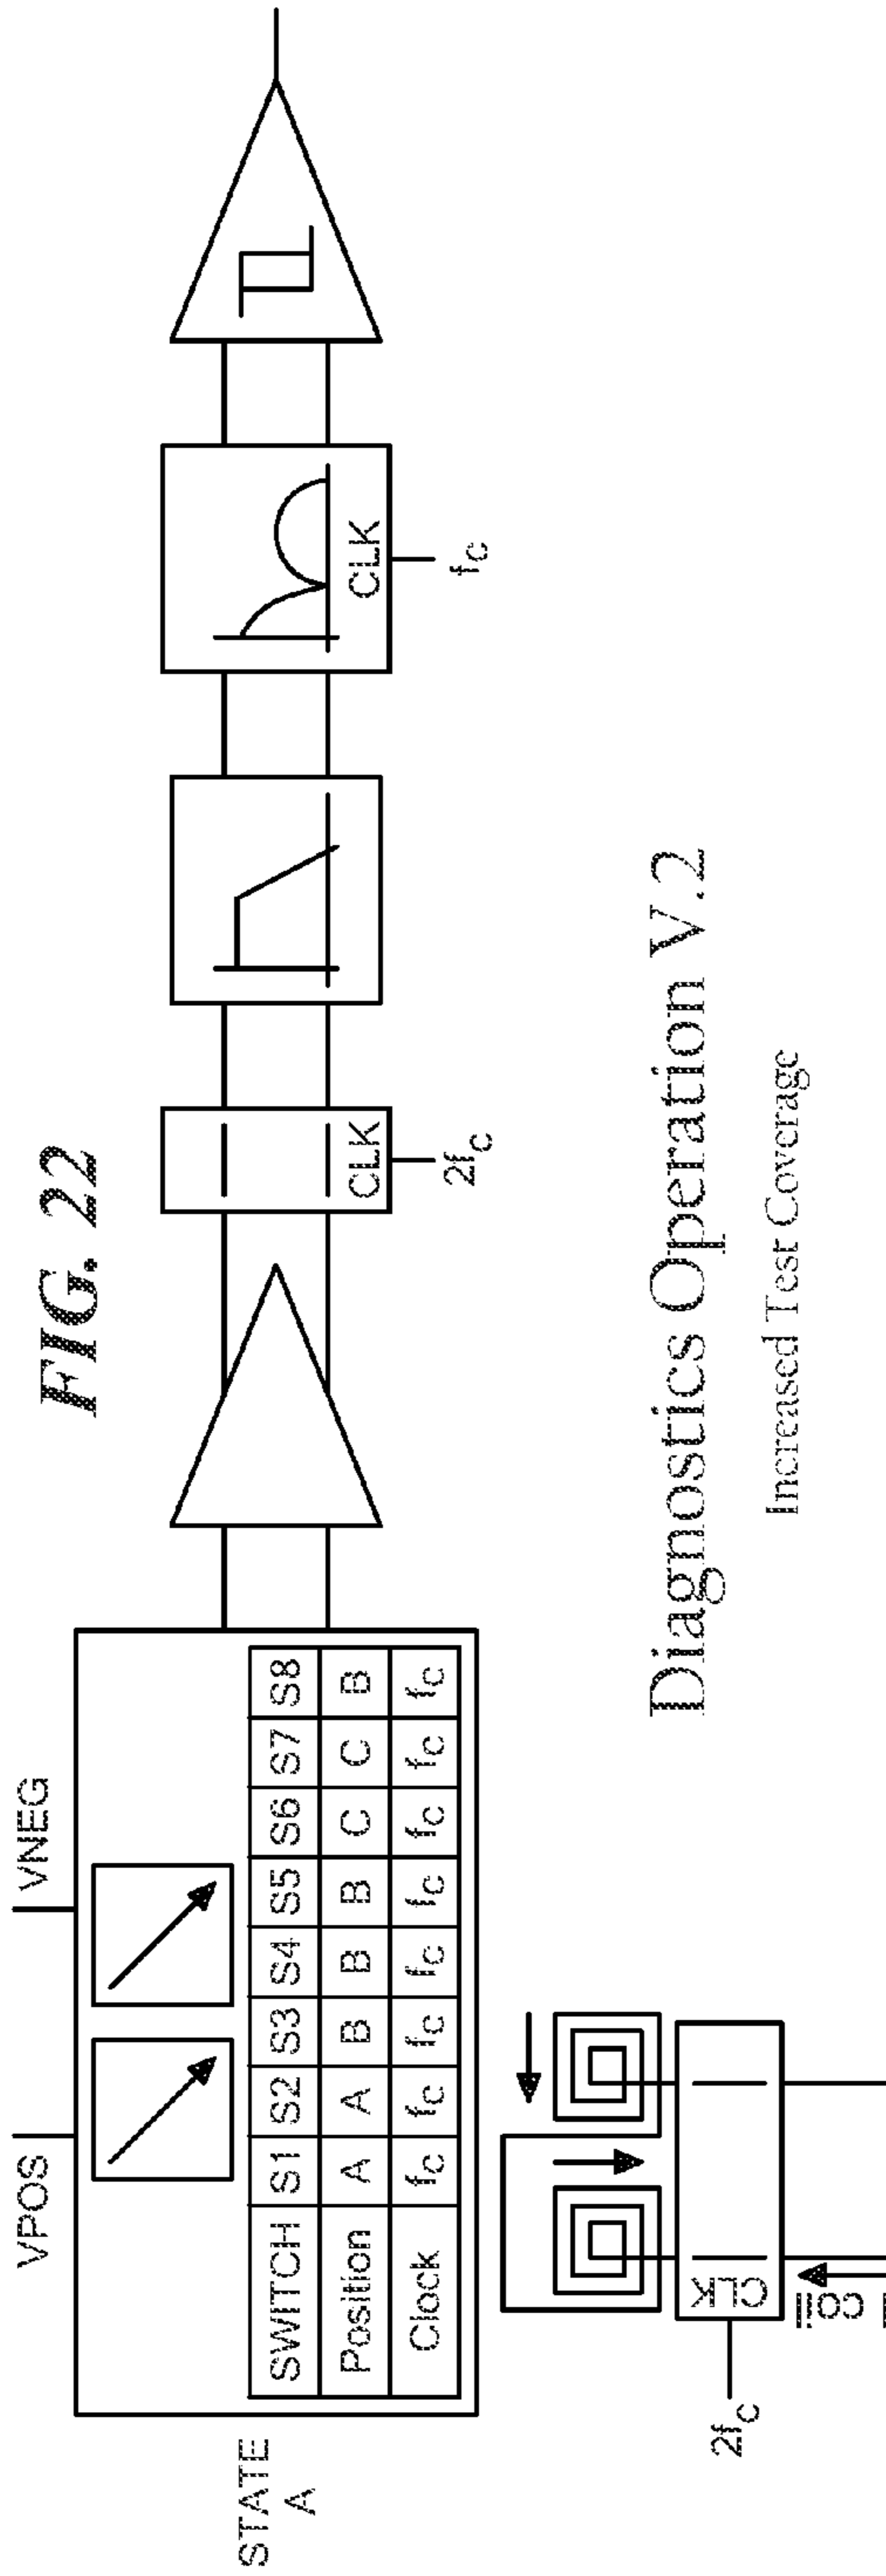 FIG. 22
VPOS
VNEG
STATE
A
SWITCH S1 S2 S3 S4 S5 S6 S7 S8
Position A A B B B C C B
Clock fC fC fC fC fC fC fC fC
CLK
2fC
CLK
fC
2fC
CLK
coil
Diagnostics Operation V.2
Increased Test Coverage